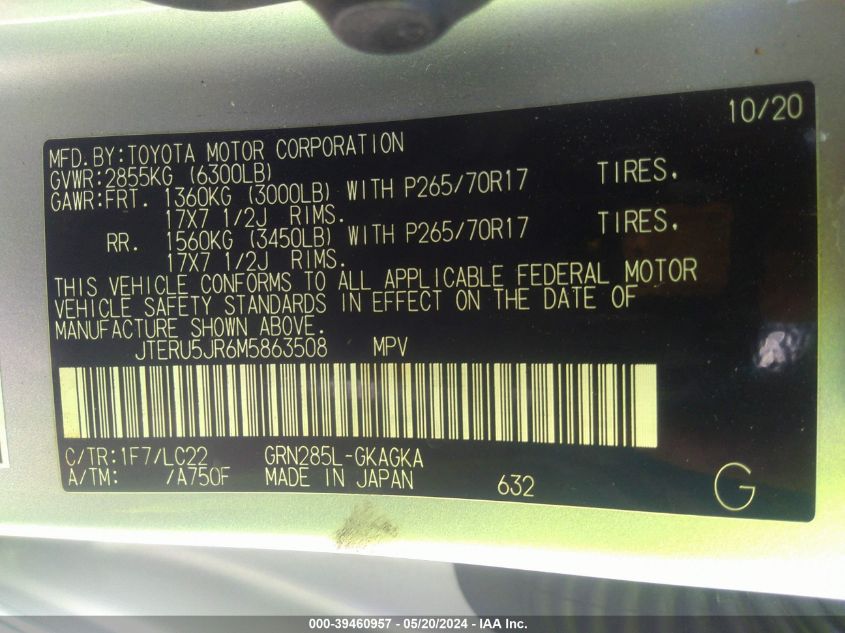 10/20
MFD.BY:TOYOTA MOTOR CORPORATION
GVWR:2855KG (6300LB)
GAWR:FRT. 1360KG (3000LB) WITH P265/70R17 TIRES.
17X7 1/2J RIMS.
RR. 1560KG (3450LB) WITH P265/70R17 TIRES.
17X7 1/2J RIMS.
THIS VEHICLE CONFORMS TO ALL APPLICABLE FEDERAL MOTOR
VEHICLE SAFETY STANDARDS IN EFFECT ON THE DATE OF
MANUFACTURE SHOWN ABOVE.
JTERU5JR6M5863508 MPV
C/TR:1F7/LC22 GRN285L-GKAGKA
A/TM: /A750F MADE IN JAPAN 632
G
000-39460957 - 05/20/2024 - IAA Inc.